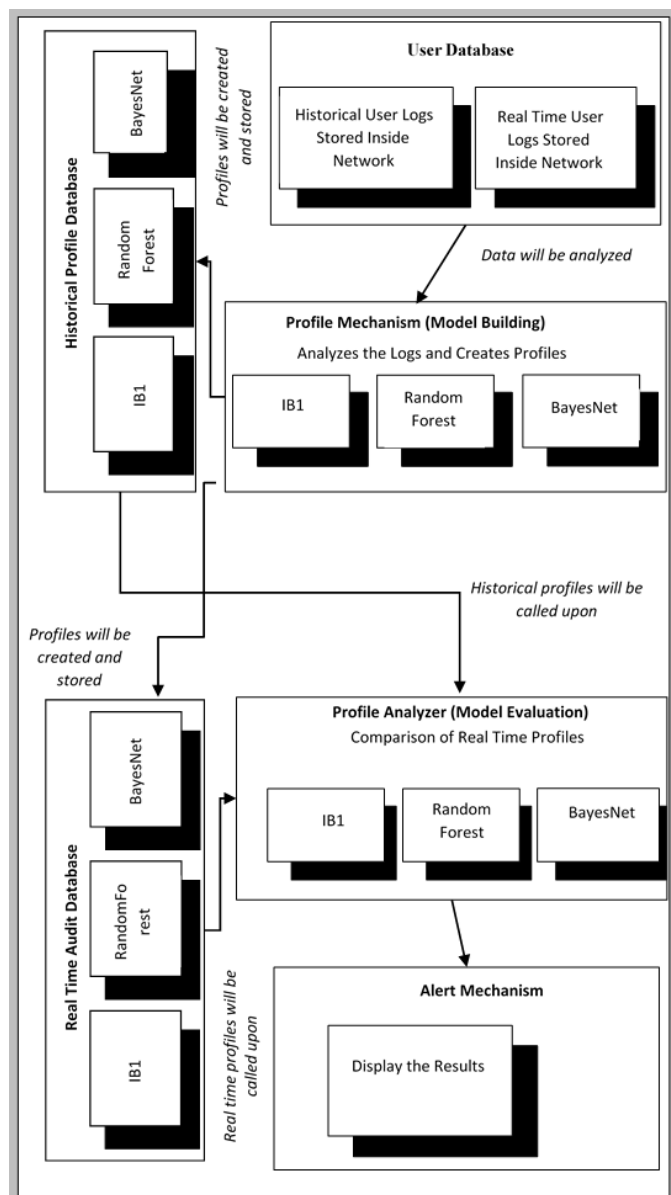 User Database
Historical User Logs
Stored Inside
Network
Real Time User
Logs Stored
Inside Network
Data will be analyzed
Profile Mechanism (Model Building)
Analyzes the Logs and Creates Profiles
IB1
Random
Forest
BayesNet
Profiles will be created
and stored
Historical Profile Database
BayesNet
Random
Forest
IB1
Historical profiles will be
called upon
Profiles will be
created and
stored
Real Time Audit Database
BayesNet
RandomFo
rest
IB1
Real time profiles will be
called upon
Profile Analyzer (Model Evaluation)
Comparison of Real Time Profiles
IB1
Random
Forest
BayesNet
Alert Mechanism
Display the Results